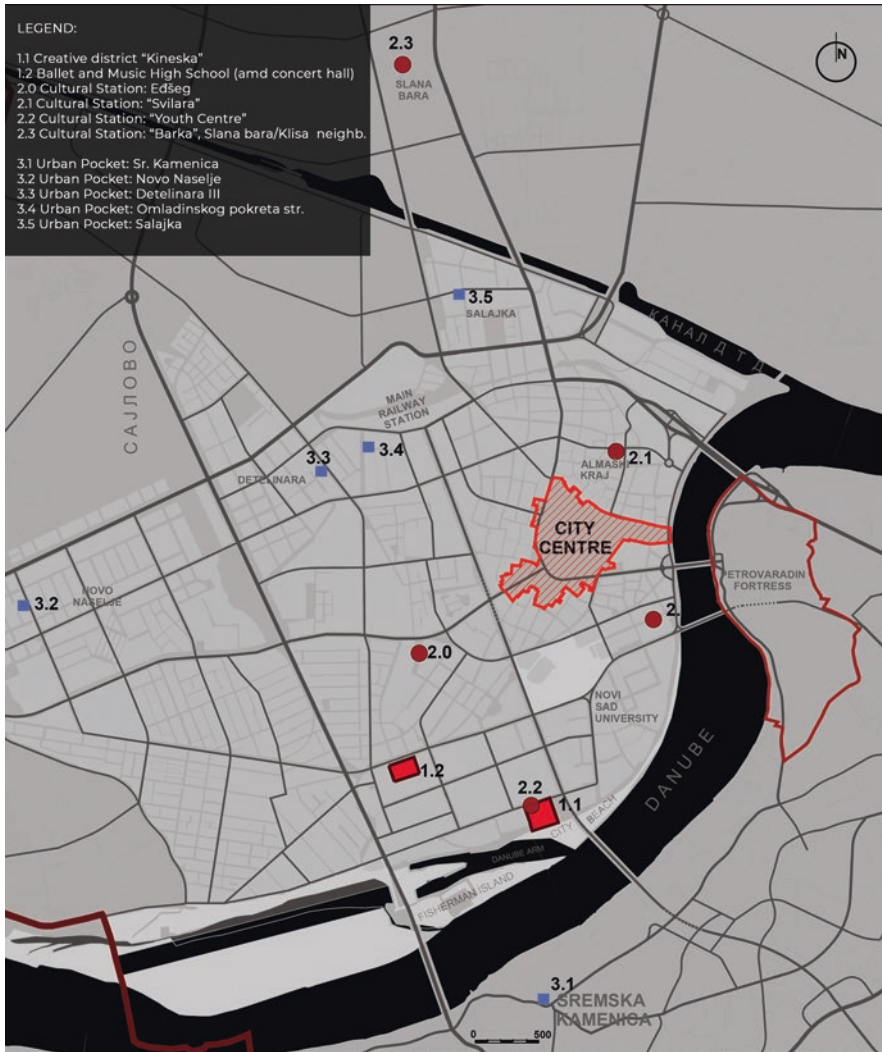 LEGEND:
1.1 Creative district “Kineska”
1.2 Ballet and Music High School (amd concert hall)
2.0 Cultural Station: Eđšeg
2.1 Cultural Station: “Svilara”
2.2 Cultural Station: “Youth Centre”
2.3 Cultural Station: “Barka”, Slana bara/Klisa neighb.
3.1 Urban Pocket: Sr. Kamenica
3.2 Urban Pocket: Novo Naselje
3.3 Urban Pocket: Detelinara III
3.4 Urban Pocket: Omladinskog pokreta str.
3.5 Urban Pocket: Salajka
N
2.3
SLANA
BARA
3.5
SALAJKA
КАНАЛ ДТД
САЈЛОВО
MAIN
RAILWAY
STATION
3.4
3.3
DETELINARA
2.1
ALMAŠKI
KRAJ
CITY
CENTRE
PETROVARADIN
FORTRESS
3.2
NOVO
NASELJE
2.
2.0
NOVI
SAD
UNIVERSITY
DANUBE
1.2
2.2
1.1
CITY BEACH
DANUBE ARM
FISHERMAN ISLAND
3.1
SREMSKA
KAMENICA
0 500